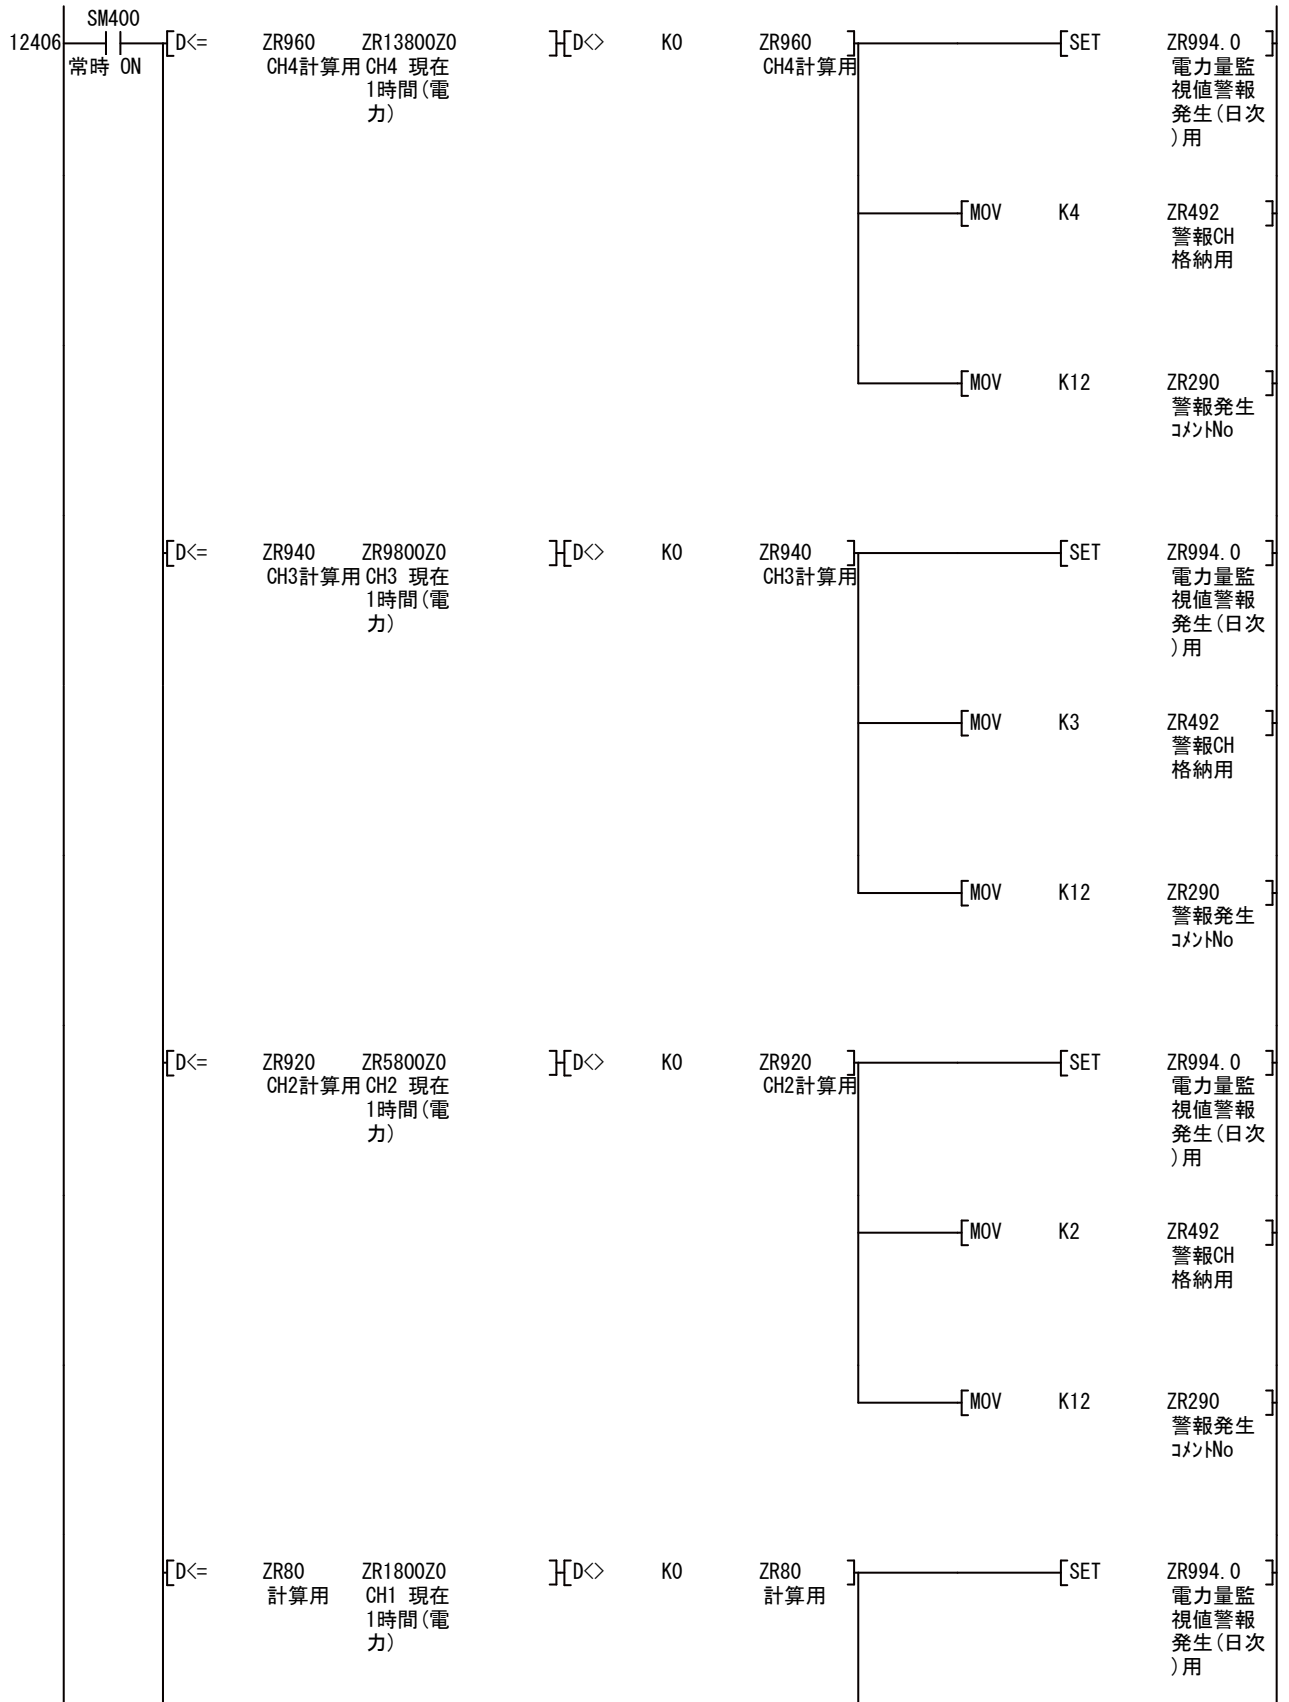 SM400
12406 D<= ZR960 ZR13800Z0 D<> K0 ZR960 SET ZR994.0
常時 ON CH4計算用 CH4 現在 CH4計算用 電力量監
1時間(電 視値警報
力) 発生(日次
)用
MOV K4 ZR492
警報CH
格納用
MOV K12 ZR290
警報発生
ｺﾒﾝﾄNo
D<= ZR940 ZR9800Z0 D<> K0 ZR940 SET ZR994.0
CH3計算用 CH3 現在 CH3計算用 電力量監
1時間(電 視値警報
力) 発生(日次
)用
MOV K3 ZR492
警報CH
格納用
MOV K12 ZR290
警報発生
ｺﾒﾝﾄNo
D<= ZR920 ZR5800Z0 D<> K0 ZR920 SET ZR994.0
CH2計算用 CH2 現在 CH2計算用 電力量監
1時間(電 視値警報
力) 発生(日次
)用
MOV K2 ZR492
警報CH
格納用
MOV K12 ZR290
警報発生
ｺﾒﾝﾄNo
D<= ZR80 ZR1800Z0 D<> K0 ZR80 SET ZR994.0
計算用 CH1 現在 計算用 電力量監
1時間(電 視値警報
力) 発生(日次
)用